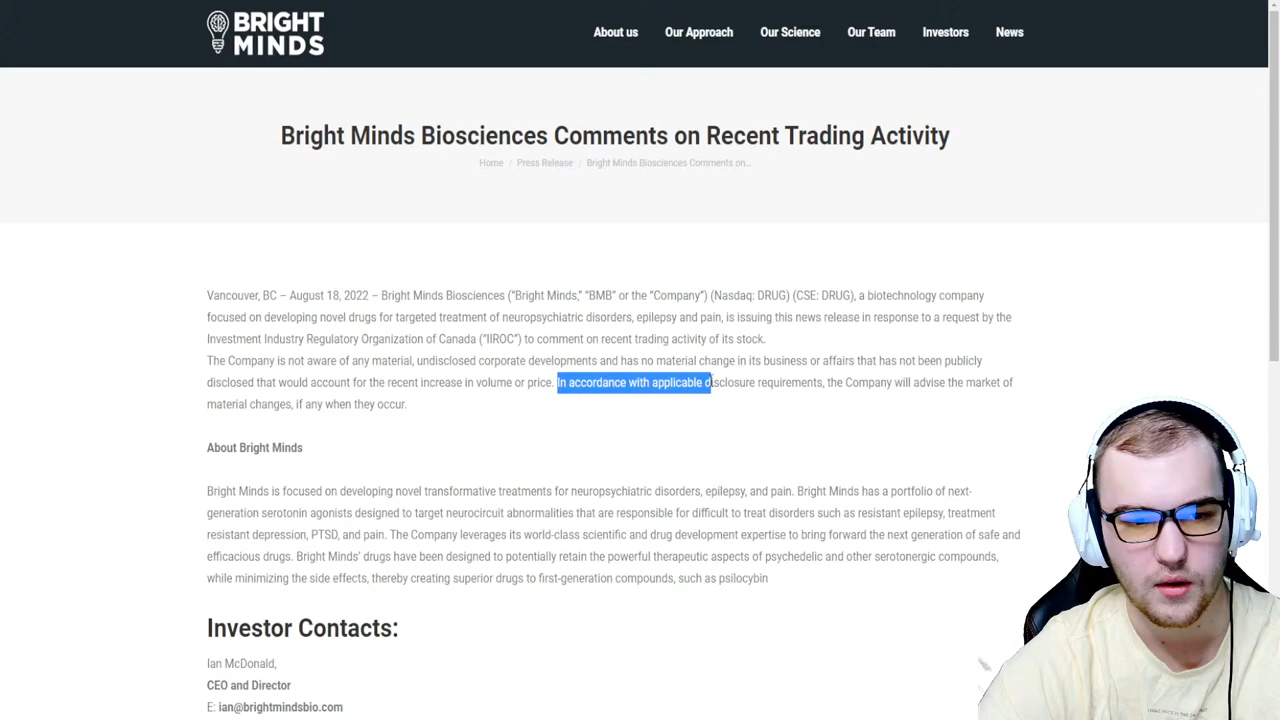 BRIGHT
MINDS
About us Our Approach Our Science Our Team Investors News
Bright Minds Biosciences Comments on Recent Trading Activity
Home / Press Release / Bright Minds Biosciences Comments on...
Vancouver, BC – August 18, 2022 – Bright Minds Biosciences (“Bright Minds,” “BMB” or the “Company”) (Nasdaq: DRUG) (CSE: DRUG), a biotechnology company
focused on developing novel drugs for targeted treatment of neuropsychiatric disorders, epilepsy and pain, is issuing this news release in response to a request by the
Investment Industry Regulatory Organization of Canada (“IIROC”) to comment on recent trading activity of its stock.
The Company is not aware of any material, undisclosed corporate developments and has no material change in its business or affairs that has not been publicly
disclosed that would account for the recent increase in volume or price. In accordance with applicable disclosure requirements, the Company will advise the market of
material changes, if any when they occur.
About Bright Minds
Bright Minds is focused on developing novel transformative treatments for neuropsychiatric disorders, epilepsy, and pain. Bright Minds has a portfolio of next-
generation serotonin agonists designed to target neurocircuit abnormalities that are responsible for difficult to treat disorders such as resistant epilepsy, treatment
resistant depression, PTSD, and pain. The Company leverages its world-class scientific and drug development expertise to bring forward the next generation of safe and
efficacious drugs. Bright Minds’ drugs have been designed to potentially retain the powerful therapeutic aspects of psychedelic and other serotonergic compounds,
while minimizing the side effects, thereby creating superior drugs to first-generation compounds, such as psilocybin
Investor Contacts:
Ian McDonald,
CEO and Director
E: ian@brightmindsbio.com